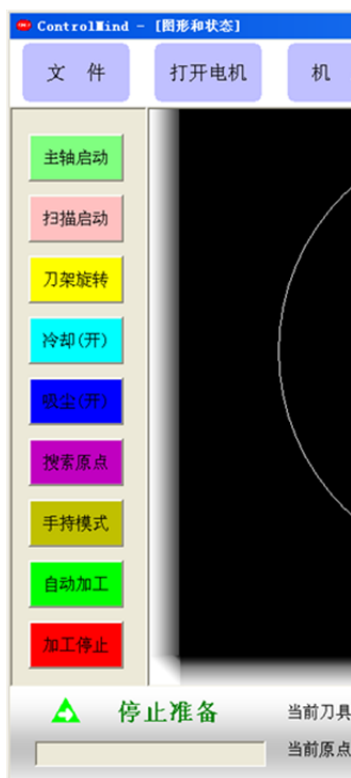 ControlMind - [图形和状态]
文 件 打开电机 机
主轴启动
扫描启动
刀架旋转
冷却(开)
吸尘(开)
搜索原点
手持模式
自动加工
加工停止
停止准备 当前刀具
当前原点